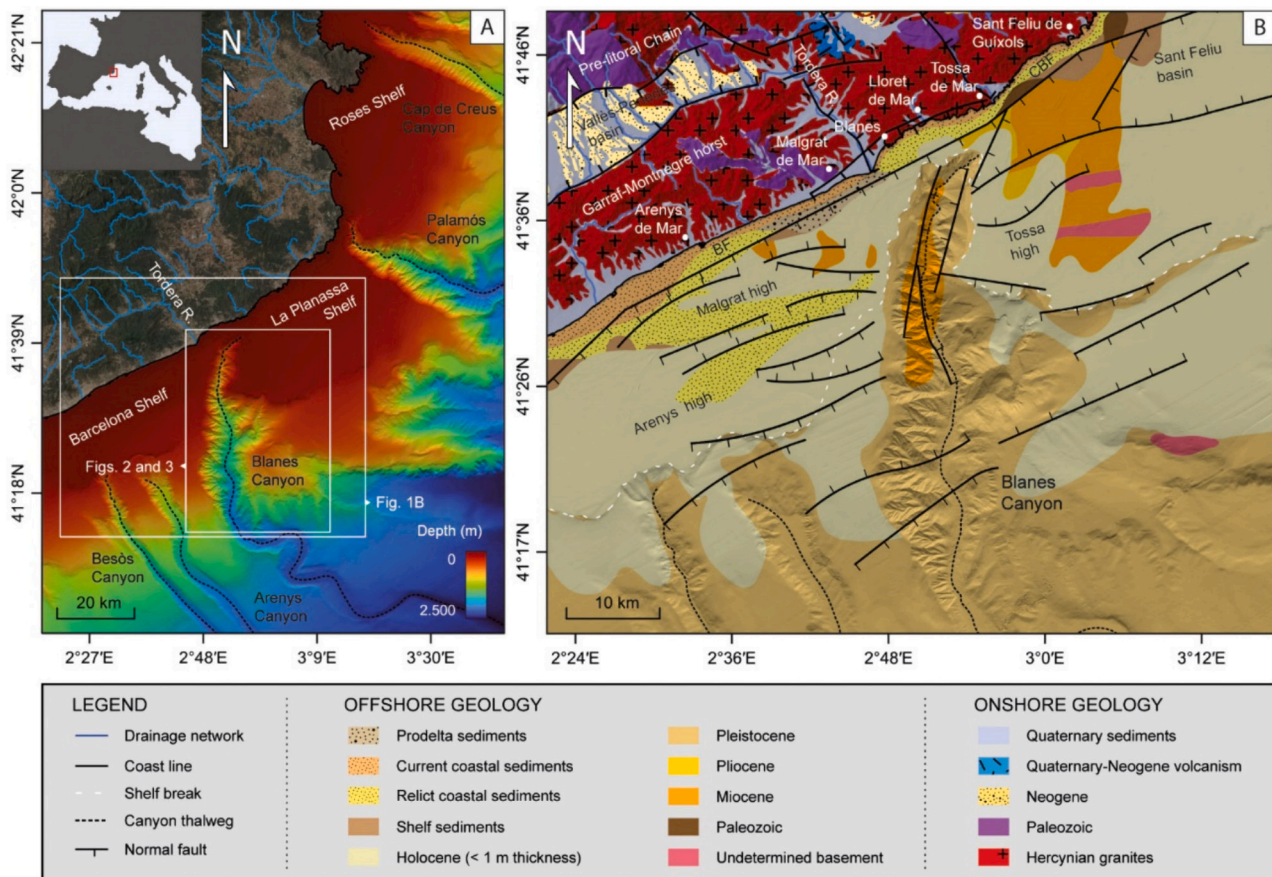 A
N
42°21'N
42°0'N
41°39'N
41°18'N
Roses Shelf
Cap de Creus
Canyon
Palamós
Canyon
Tordera R.
La Planassa
Shelf
Barcelona Shelf
Figs. 2 and 3
Blanes
Canyon
Fig. 1B
Depth (m)
0
2.500
Besòs
Canyon
Arenys
Canyon
20 km
2°27'E
2°48'E
3°9'E
3°30'E
B
N
41°46'N
41°36'N
41°26'N
41°17'N
Pre-litoral Chain
Tordera R.
Sant Feliu de
Guíxols
Sant Feliu
basin
CBF
Tossa
de Mar
Lloret
de Mar
Blanes
Malgrat
de Mar
basin
Garraf-Montnegre horst
Arenys
de Mar
BF
Malgrat high
Tossa
high
Arenys high
Blanes
Canyon
10 km
2°24'E
2°36'E
2°48'E
3°0'E
3°12'E
LEGEND
Drainage network
Coast line
Shelf break
Canyon thalweg
Normal fault
OFFSHORE GEOLOGY
Prodelta sediments
Current coastal sediments
Relict coastal sediments
Shelf sediments
Holocene (< 1 m thickness)
Pleistocene
Pliocene
Miocene
Paleozoic
Undetermined basement
ONSHORE GEOLOGY
Quaternary sediments
Quaternary-Neogene volcanism
Neogene
Paleozoic
Hercynian granites